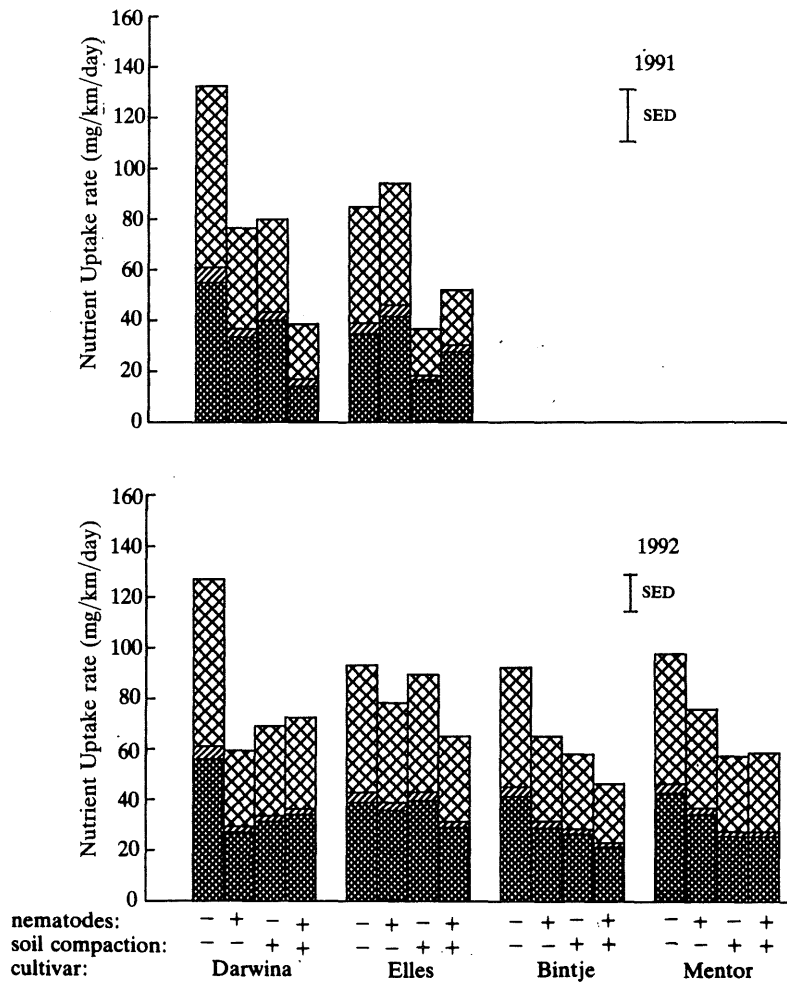 Nutrient Uptake rate (mg/km/day)
160
140
120
100
80
60
40
20
0
1991
SED
Nutrient Uptake rate (mg/km/day)
160
140
120
100
80
60
40
20
0
1992
SED
nematodes: − + − + − + − + − + − + − + − +
soil compaction: − − + + − − + + − − + + − − + +
cultivar: Darwina Elles Bintje Mentor